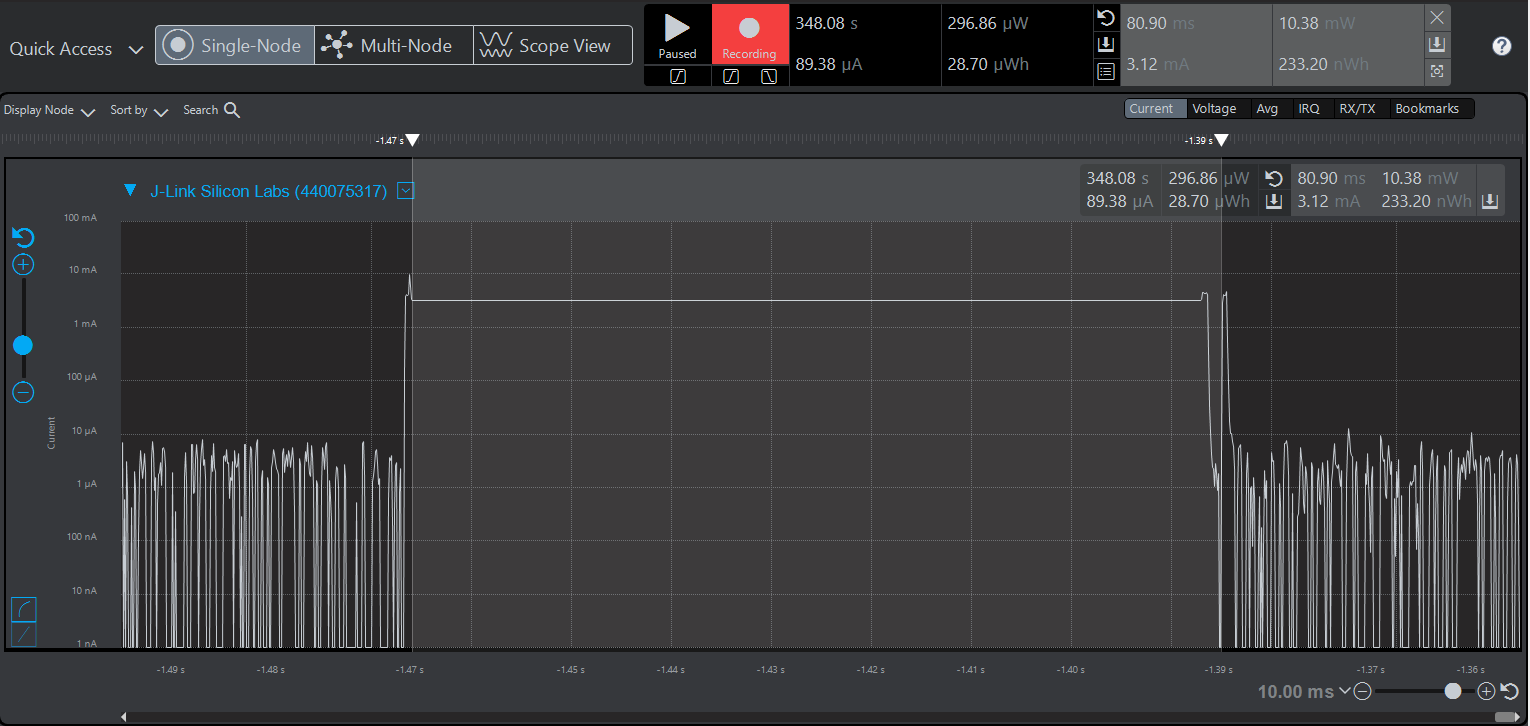 Quick Access
Single-Node
Multi-Node
Scope View
Paused
Recording
348.08 s
296.86 µW
89.38 µA
28.70 µWh
80.90 ms
10.38 mW
3.12 mA
233.20 nWh
Display Node
Sort by
Search
Current
Voltage
Avg
IRQ
RX/TX
Bookmarks
-1.47 s
-1.39 s
J-Link Silicon Labs (440075317)
348.08 s
296.86 µW
80.90 ms
10.38 mW
89.38 µA
28.70 µWh
3.12 mA
233.20 nWh
100 mA
10 mA
1 mA
100 µA
10 µA
1 µA
100 nA
10 nA
1 nA
Current
-1.49 s
-1.48 s
-1.47 s
-1.45 s
-1.44 s
-1.43 s
-1.42 s
-1.41 s
-1.40 s
-1.39 s
-1.37 s
-1.36 s
10.00 ms